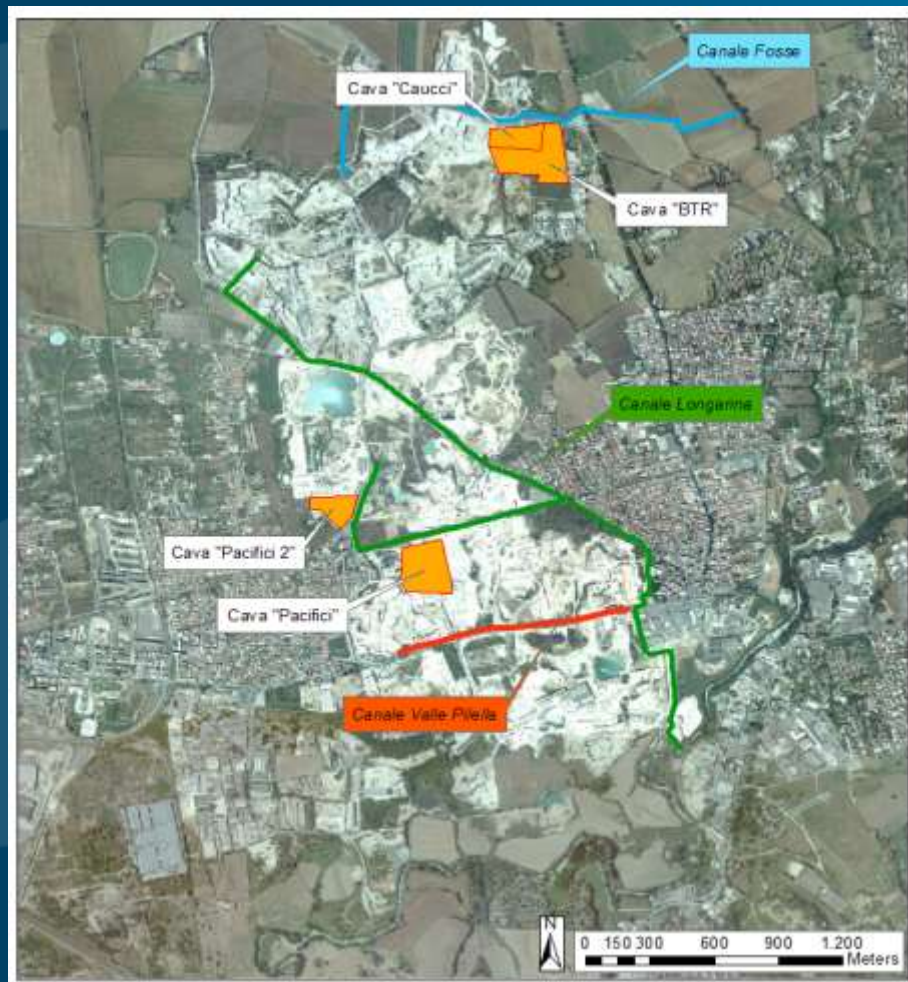 Canale Fosse
Cava "Caucci"
Cava "BTR"
Canale Longarina
Cava "Pacifici 2"
Cava "Pacifici"
Canale Valle Pilella
N
0 150 300 600 900 1.200
Meters